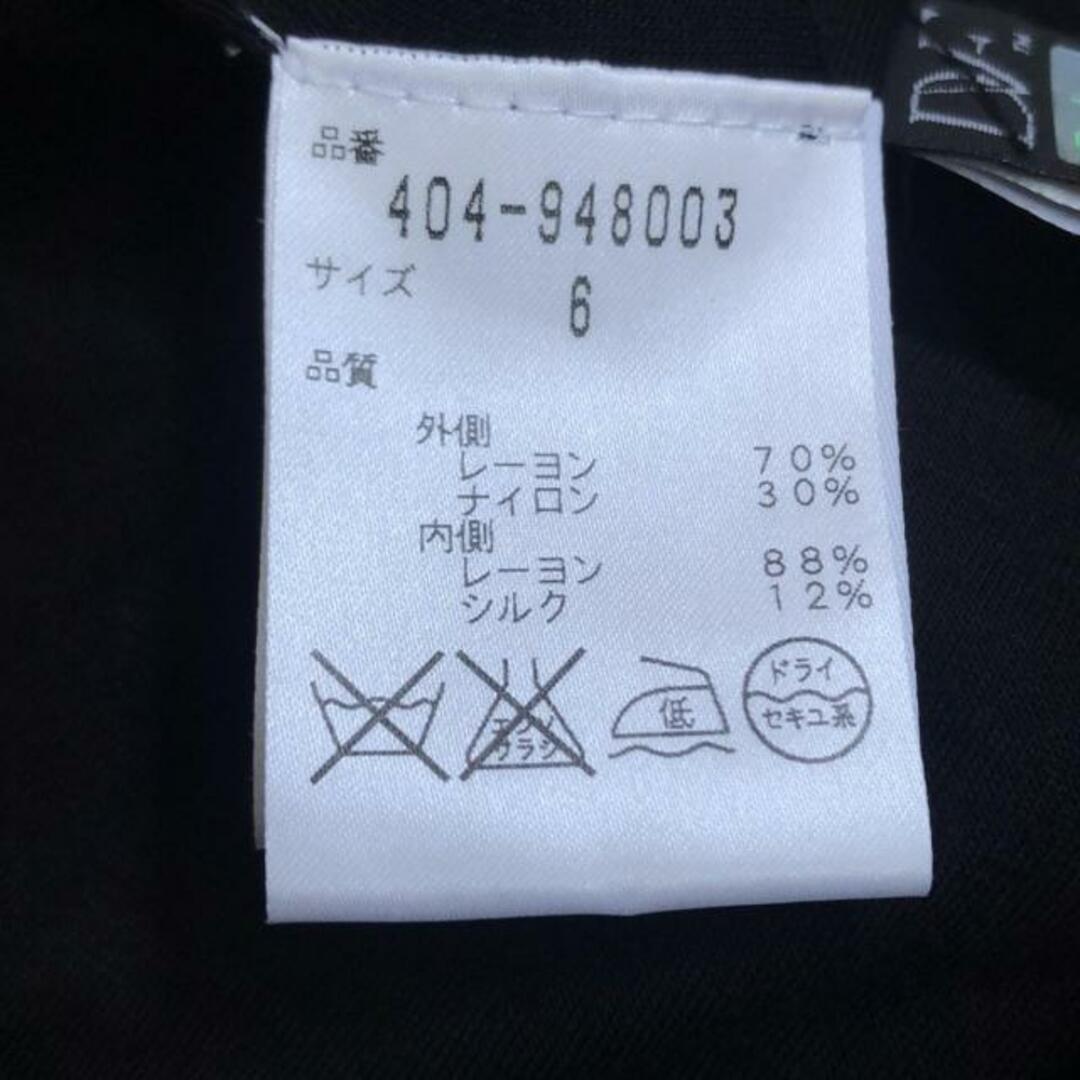 品番
404-948003
サイズ
6
品質
外側
レーヨン 70%
ナイロン 30%
内側
レーヨン 88%
シルク 12%
エンソ
サラシ
低
ドライ
セキユ系